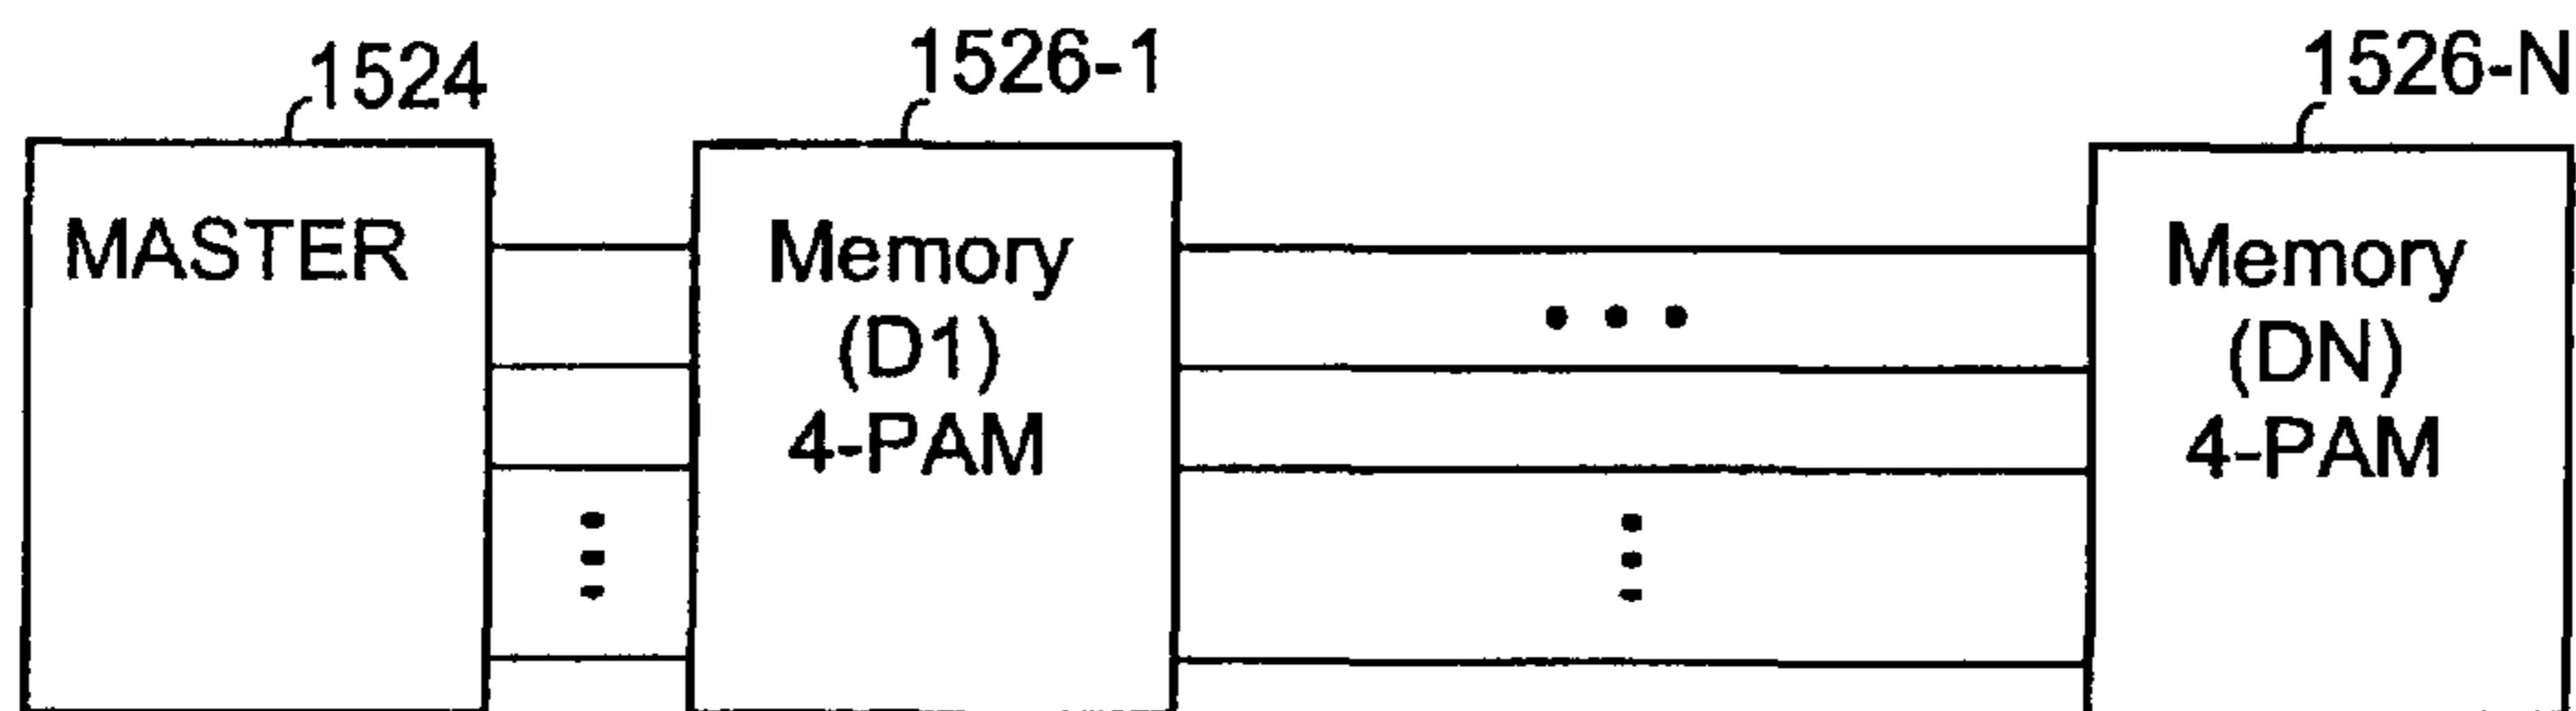 1524
1526-1
1526-N
MASTER
Memory
(D1)
4-PAM
Memory
(DN)
4-PAM